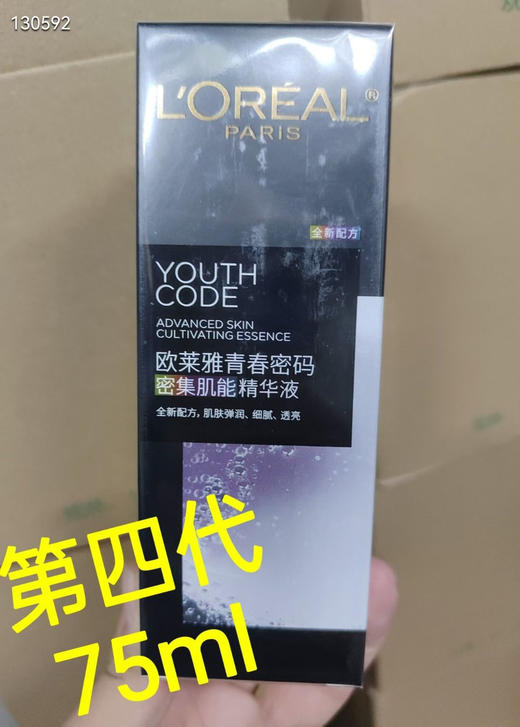 130592
L'ORÉAL®
PARIS
全新配方
YOUTH
CODE
ADVANCED SKIN
CULTIVATING ESSENCE
欧莱雅青春密码
密集肌能精华液
全新配方，肌肤弹润、细腻、透亮
第四代
75ml